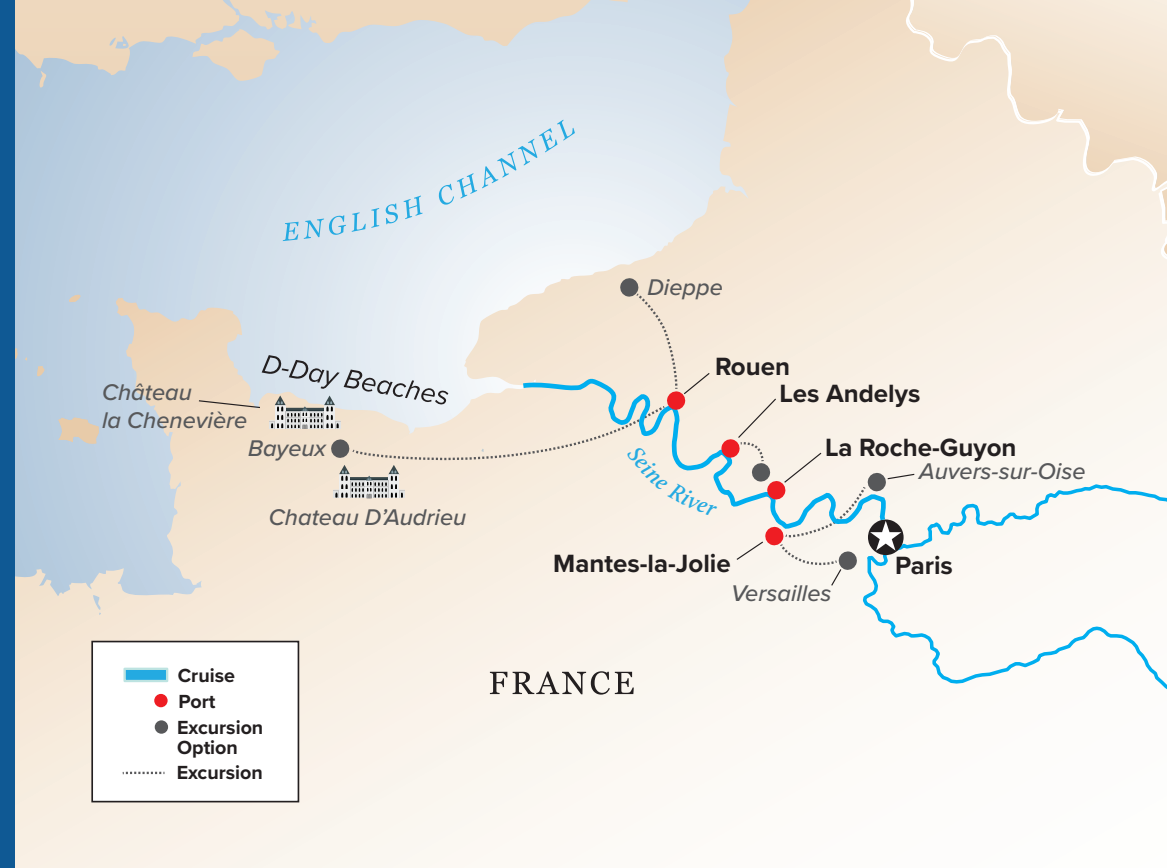 ENGLISH CHANNEL
Dieppe
D-Day Beaches
Rouen
Château
la Chenevière
Les Andelys
Bayeux
La Roche-Guyon
Auvers-sur-Oise
Seine River
Chateau D'Audrieu
Mantes-la-Jolie
Paris
Versailles
FRANCE
Cruise
Port
Excursion
Option
Excursion